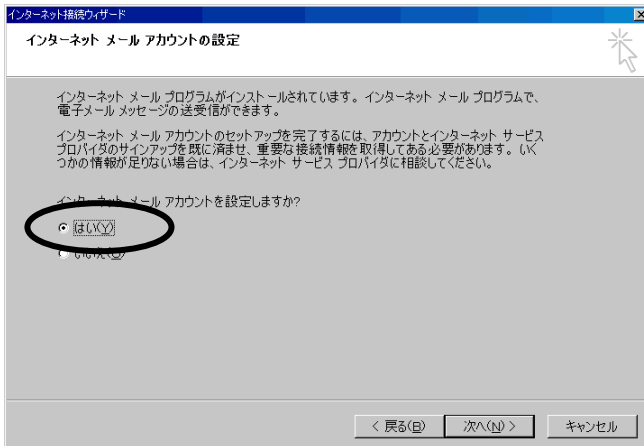 インターネット接続ウィザード
インターネット メール アカウントの設定
インターネット メール プログラムがインストールされています。インターネット メール プログラムで、
電子メール メッセージの送受信ができます。
インターネット メール アカウントのセットアップを完了するには、アカウントとインターネット サービス
プロバイダのサインアップを既に済ませ、重要な接続情報を取得してある必要があります。いく
つかの情報が足りない場合は、インターネット サービス プロバイダに相談してください。
インターネット メール アカウントを設定しますか?
はい(Y)
いいえ(O)
< 戻る(B)
次へ(N) >
キャンセル